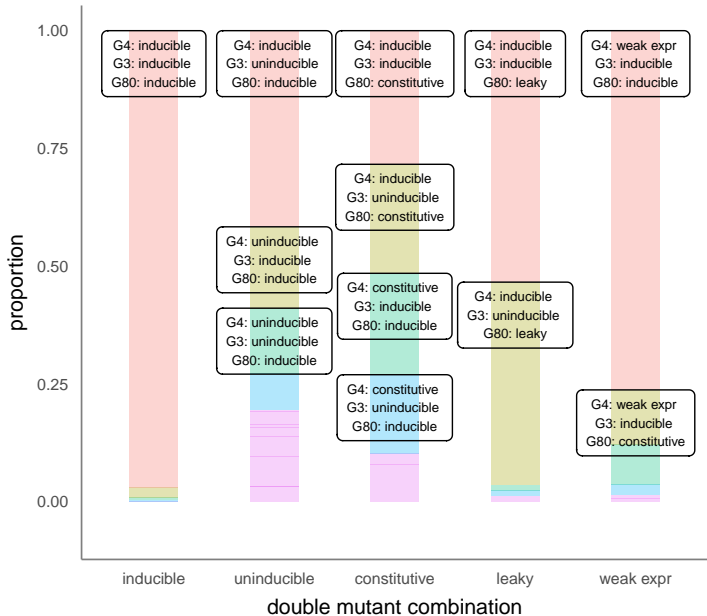 1.00
G4: inducible
G3: inducible
G80: inducible
G4: inducible
G3: uninducible
G80: inducible
G4: inducible
G3: inducible
G80: constitutive
G4: inducible
G3: inducible
G80: leaky
G4: weak expr
G3: inducible
G80: inducible
0.75
G4: inducible
G3: uninducible
G80: constitutive
G4: uninducible
G3: inducible
G80: inducible
0.50
G4: constitutive
G3: inducible
G80: inducible
G4: inducible
G3: uninducible
G80: leaky
G4: uninducible
G3: uninducible
G80: inducible
0.25
G4: constitutive
G3: uninducible
G80: inducible
G4: weak expr
G3: inducible
G80: constitutive
0.00
proportion
inducible
uninducible
constitutive
leaky
weak expr
double mutant combination